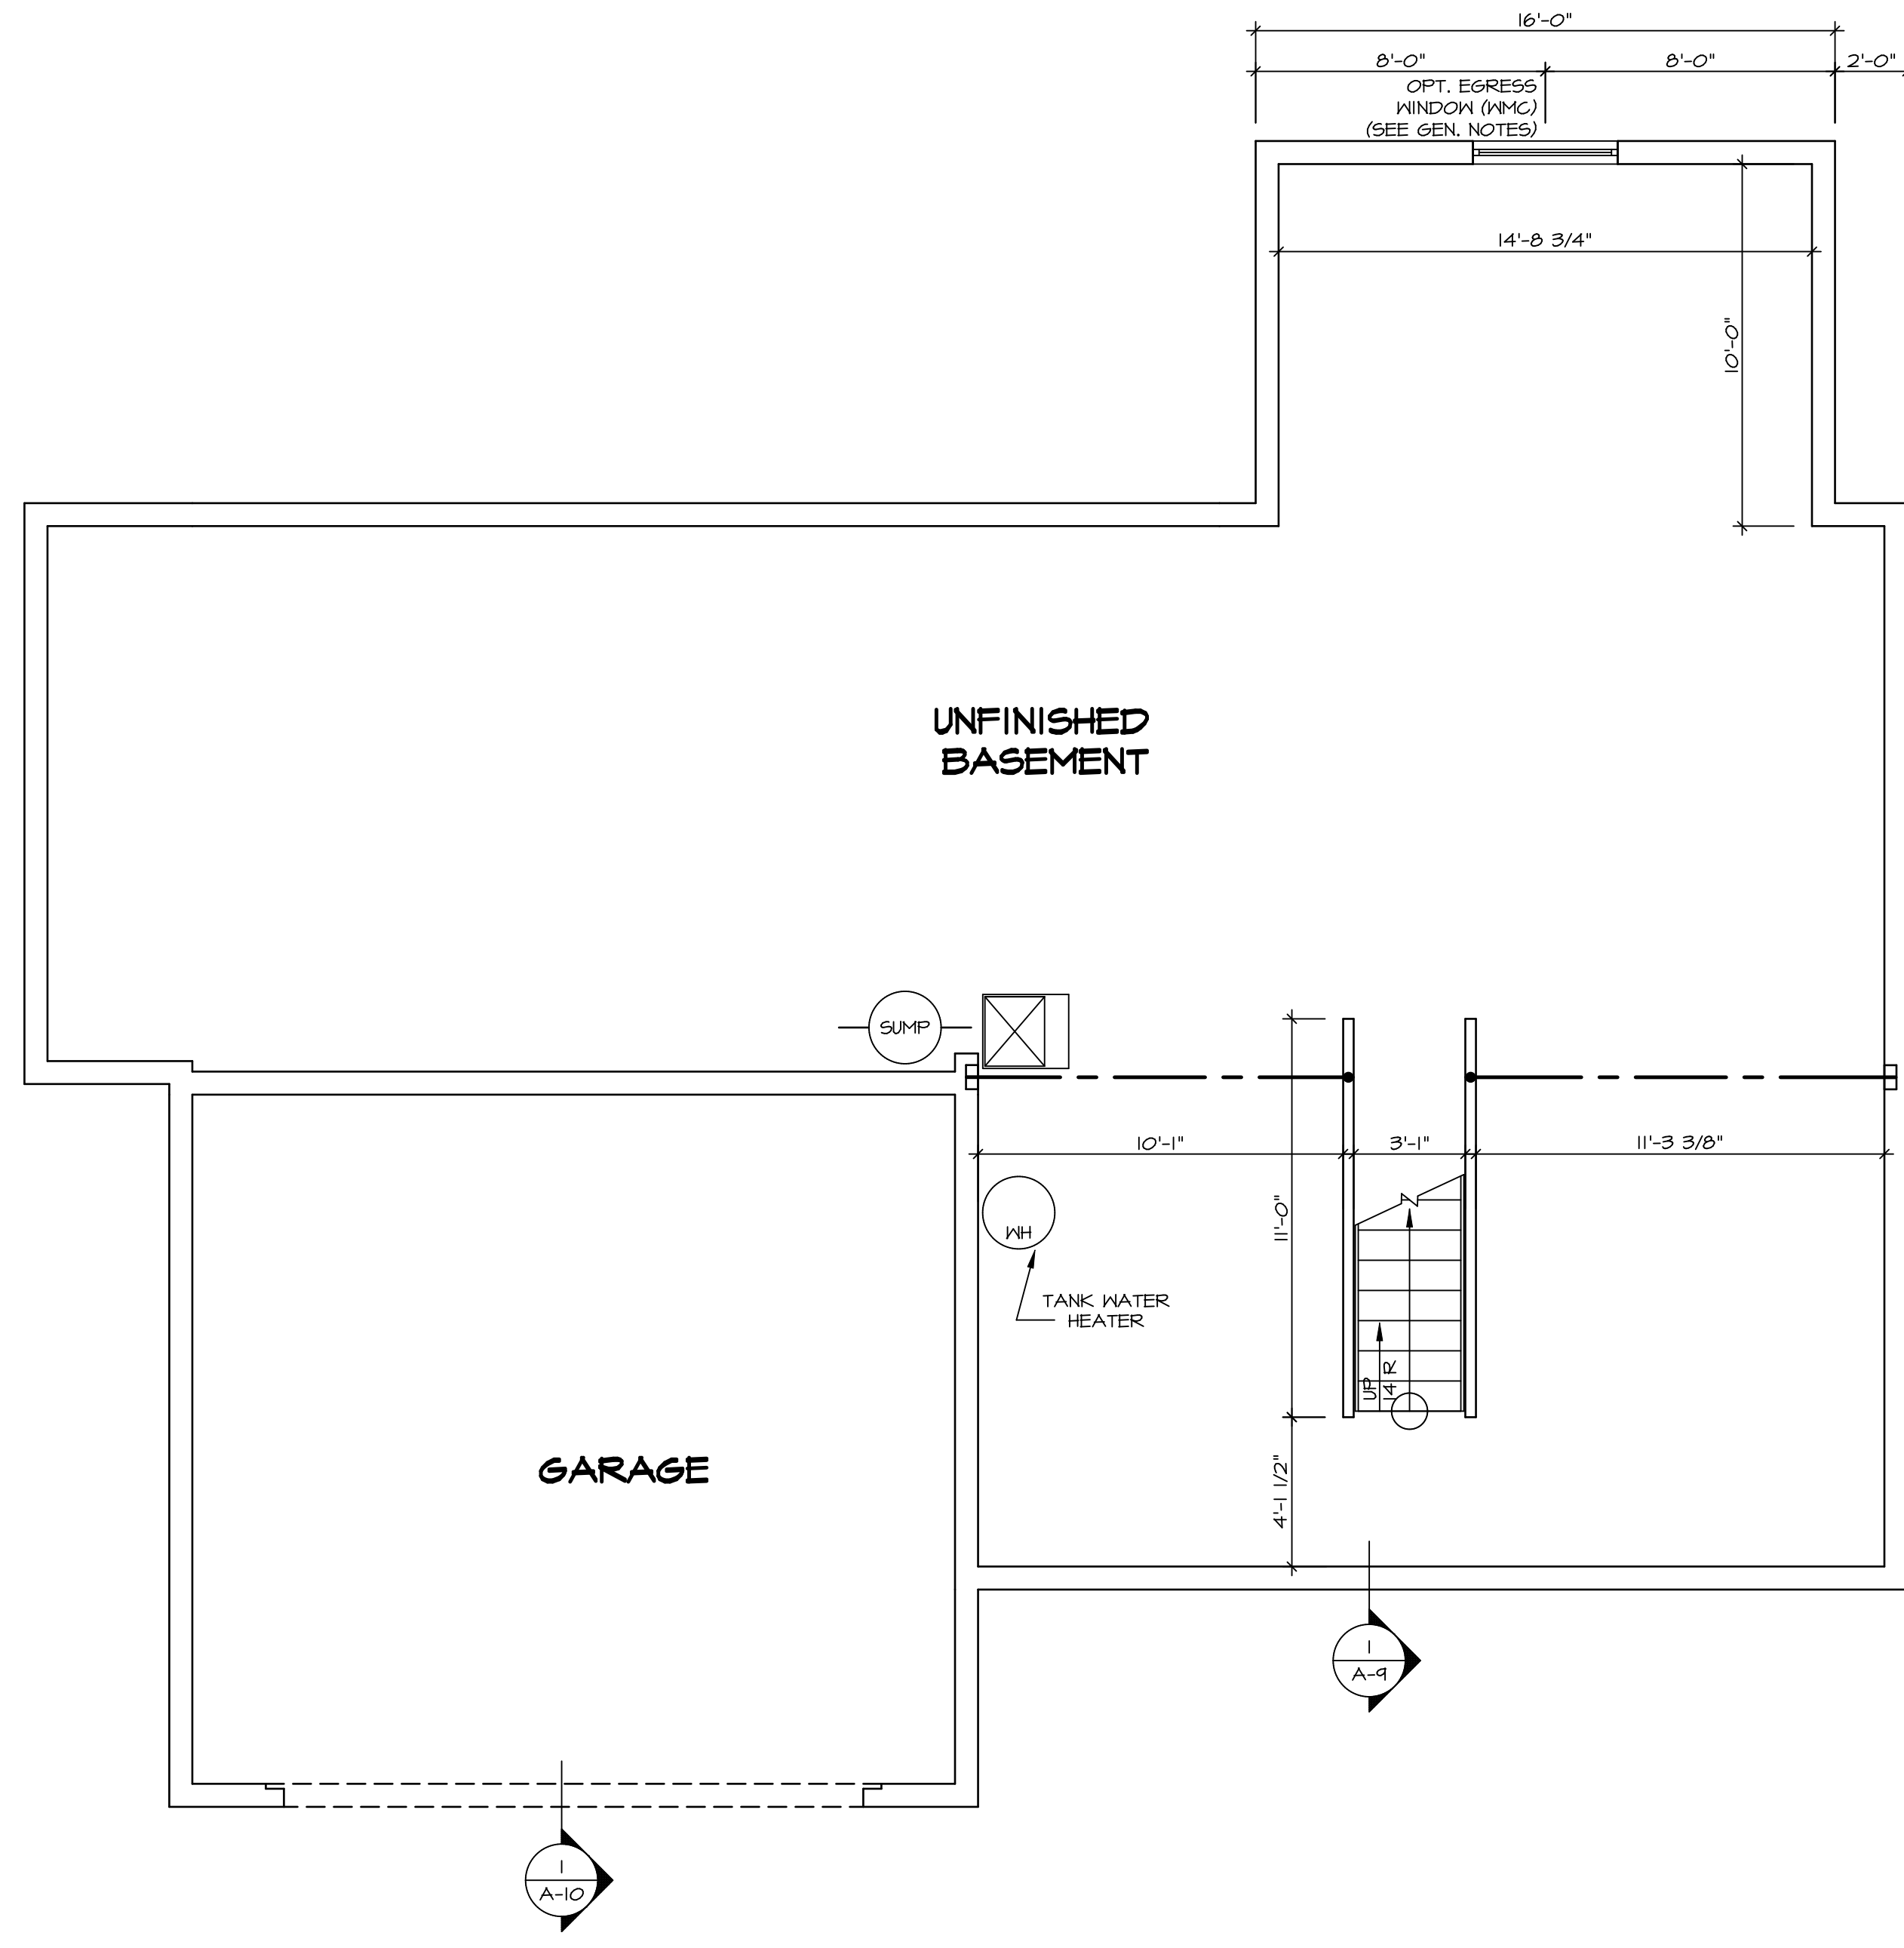 16'-0"
8'-0"
8'-0"
2'-0"
OPT. EGRESS
WINDOW (WMC)
(SEE GEN. NOTES)
14'-8 3/4"
10'-0"
UNFINISHED
BASEMENT
SUMP
10'-1"
3'-1"
11'-3 3/8"
11'-0"
WH
TANK WATER
HEATER
UP
14 R
4'-1 1/2"
GARAGE
1
A-9
1
A-10